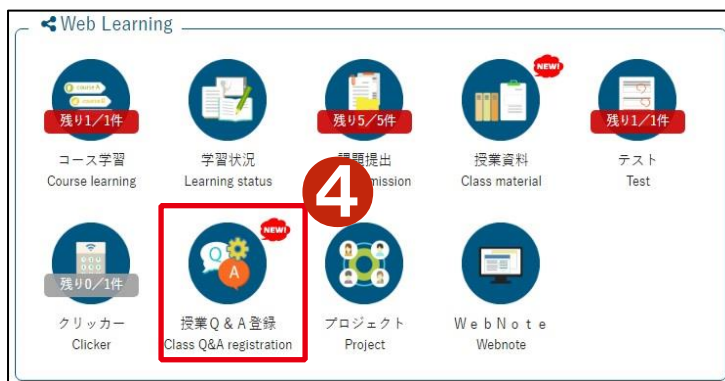 Web Learning
course A
course B
NEW!
残り1/1件
残り5/5件
残り1/1件
コース学習
学習状況
課題提出
授業資料
テスト
Course learning
Learning status
mission
Class material
Test
4
NEW!
Q
A
残り0/1件
クリッカー
授業Q&A登録
プロジェクト
WebNote
Clicker
Class Q&A registration
Project
Webnote